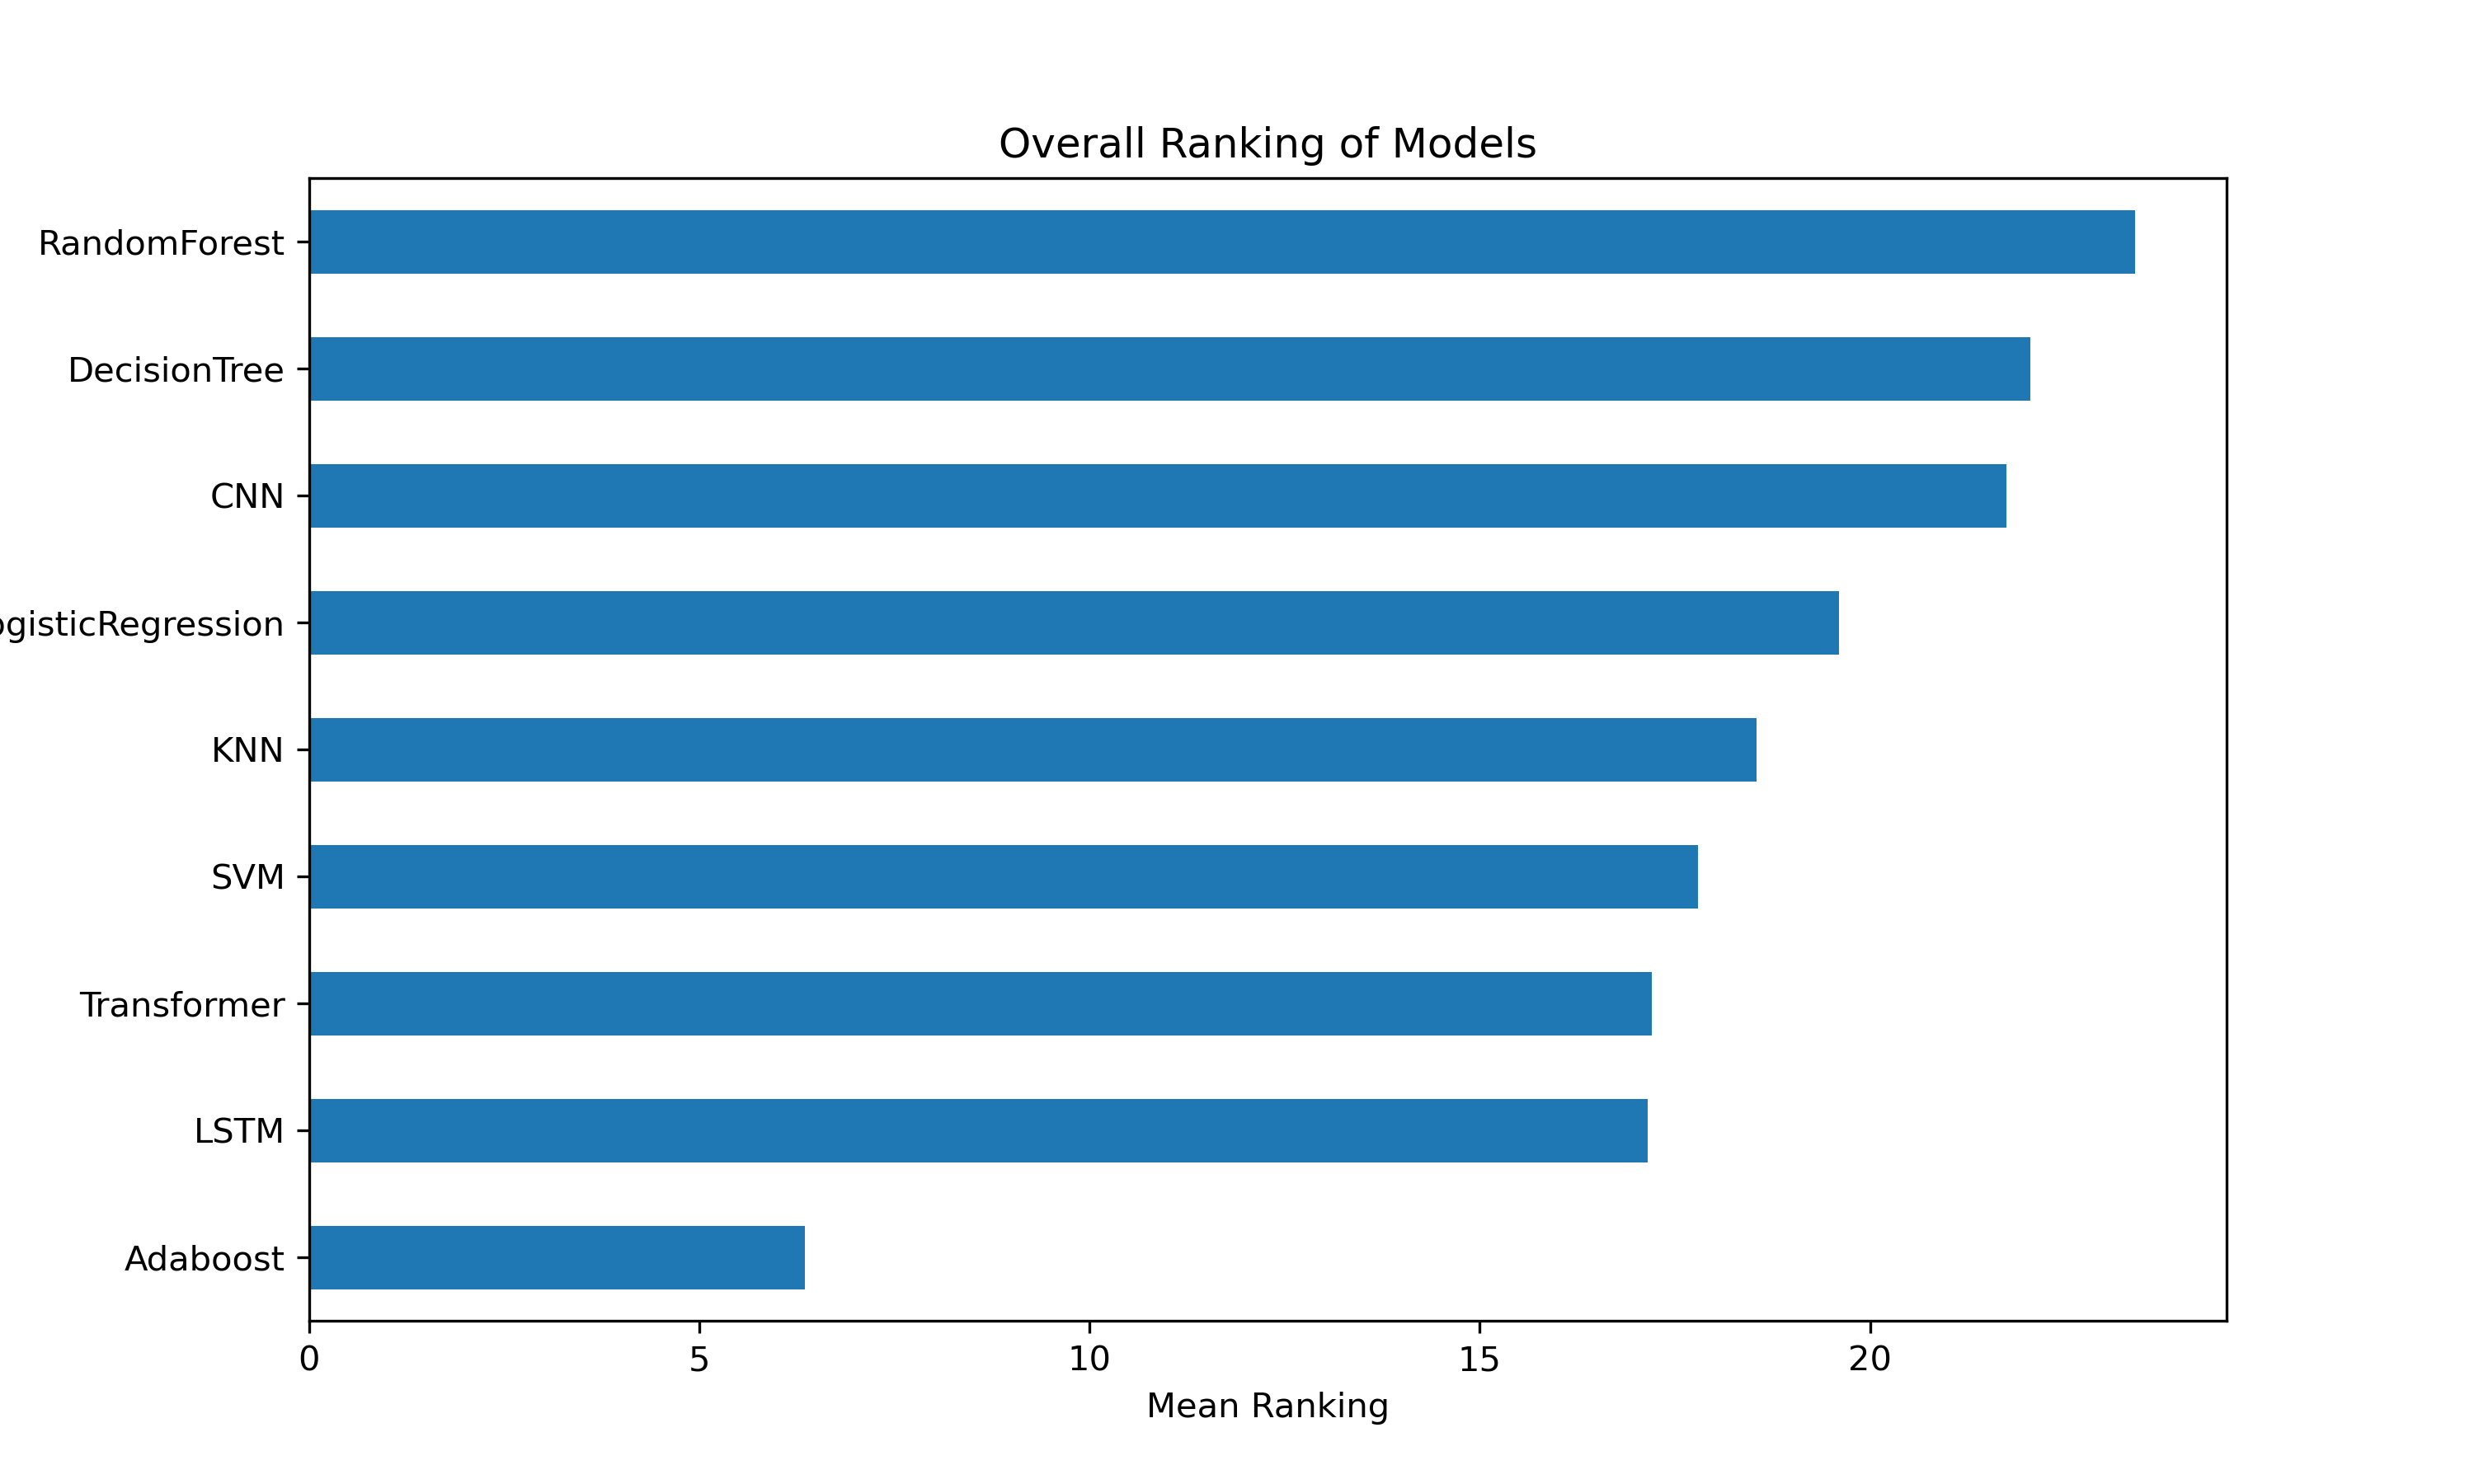 Overall Ranking of Models
RandomForest
DecisionTree
CNN
ogisticRegression
KNN
SVM
Transformer
LSTM
Adaboost
0 5 10 15 20
Mean Ranking